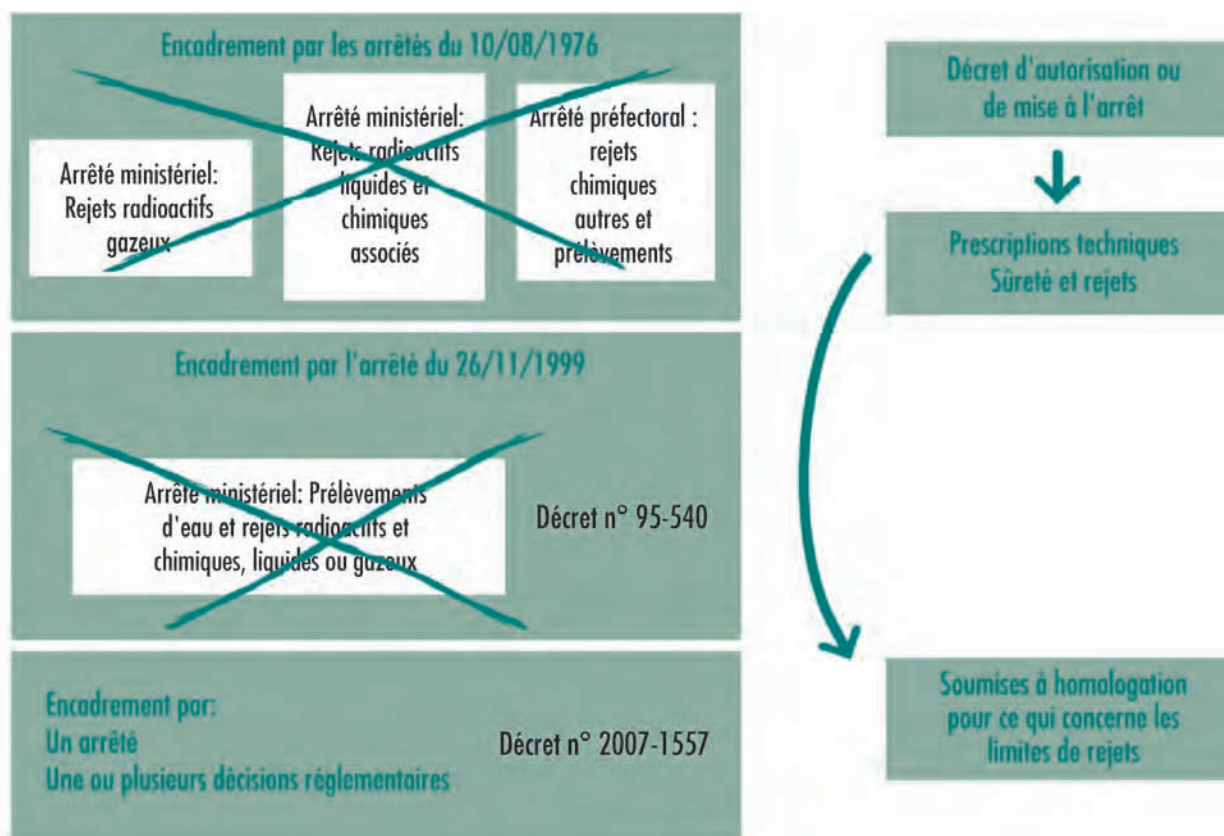 Encadrement par les arrêtés du 10/08/1976
Arrêté ministériel:
Rejets radioactifs
gazeux
Arrêté ministériel:
Rejets radioactifs
liquides et
chimiques
associés
Arrêté préfectoral :
rejets
chimiques
autres et
prélèvements
Encadrement par l'arrêté du 26/11/1999
Arrêté ministériel: Prélèvements
d'eau et rejets radioactifs et
chimiques, liquides ou gazeux
Décret n° 95-540
Encadrement par:
Un arrêté
Une ou plusieurs décisions réglementaires
Décret n° 2007-1557
Décret d'autorisation ou
de mise à l'arrêt
Prescriptions techniques
Sûreté et rejets
Soumises à homologation
pour ce qui concerne les
limites de rejets